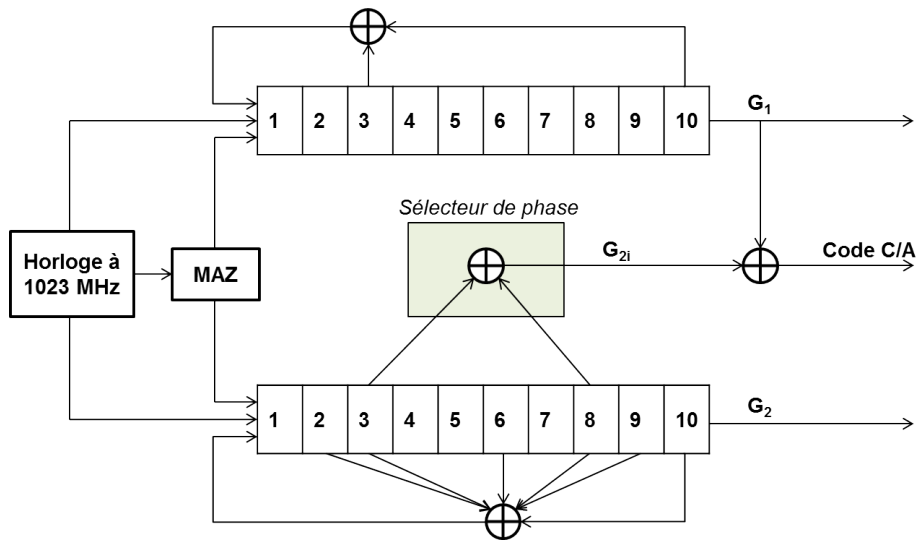 1 2 3 4 5 6 7 8 9 10
G1
Sélecteur de phase
Horloge à
1023 MHz
MAZ
G2i
Code C/A
1 2 3 4 5 6 7 8 9 10
G2